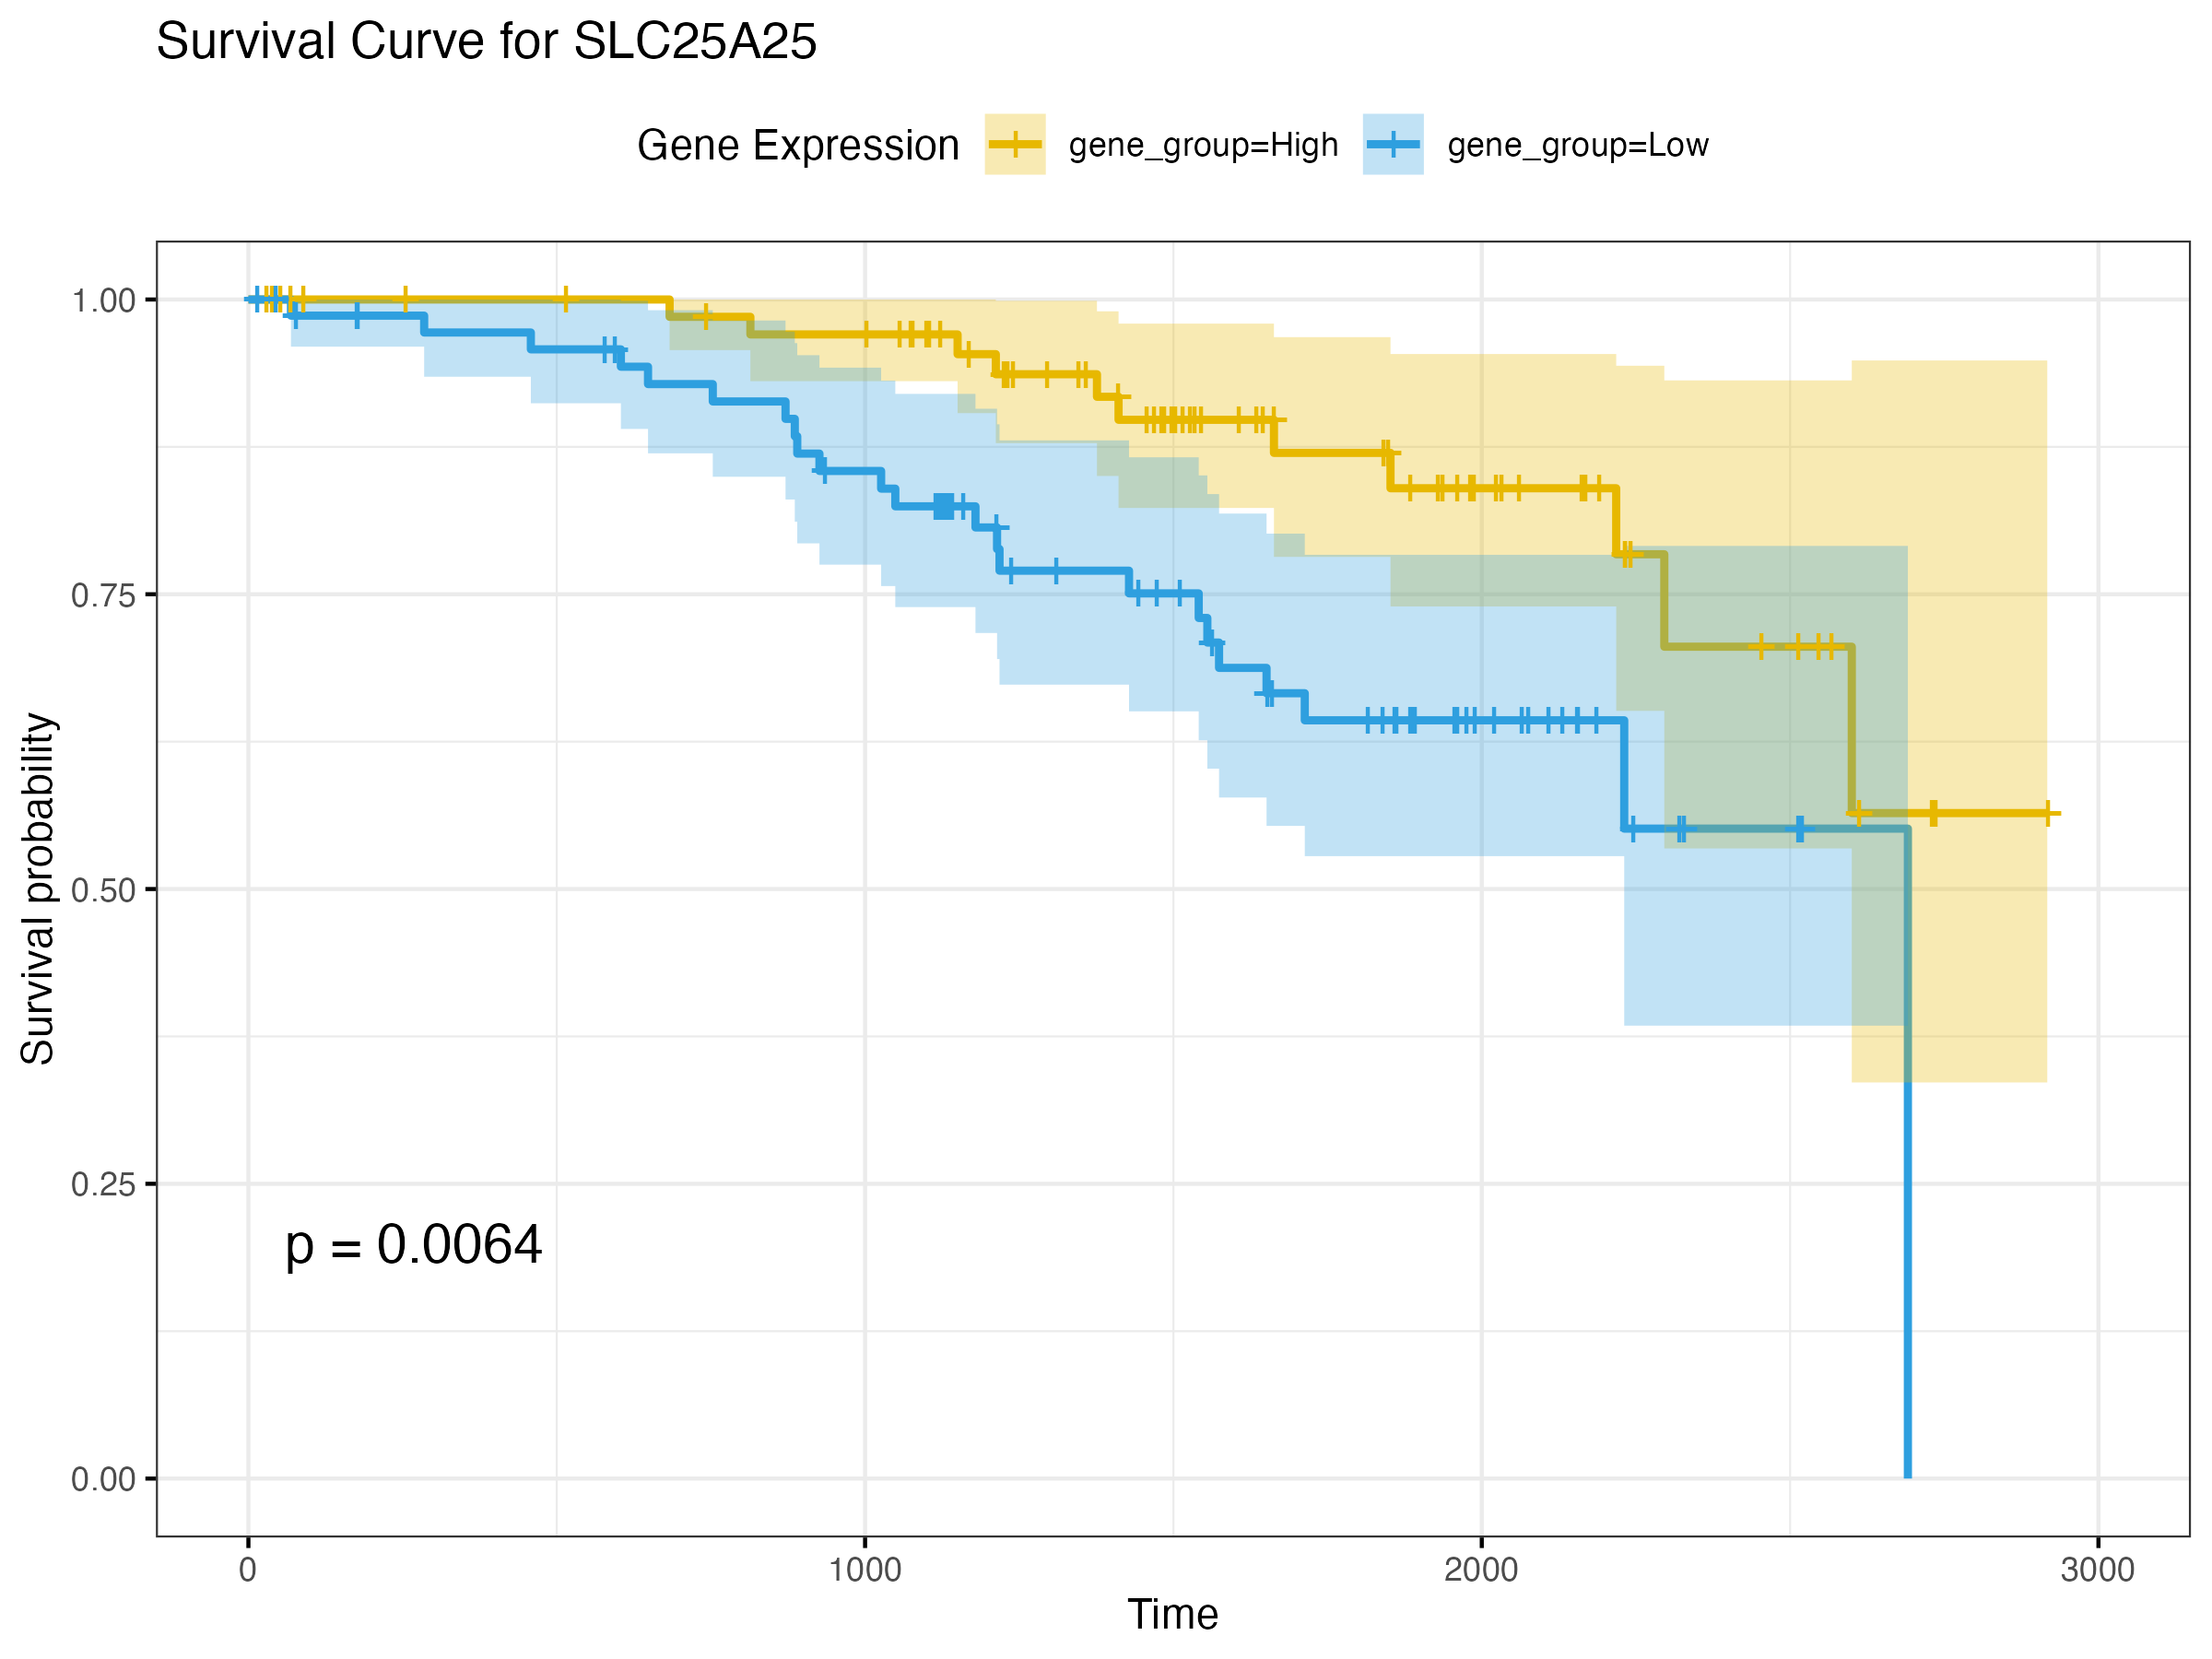 Survival Curve for SLC25A25
Gene Expression gene_group=High gene_group=Low
1.00
0.75
0.50
0.25
0.00
Survival probability
p = 0.0064
0 1000 2000 3000
Time